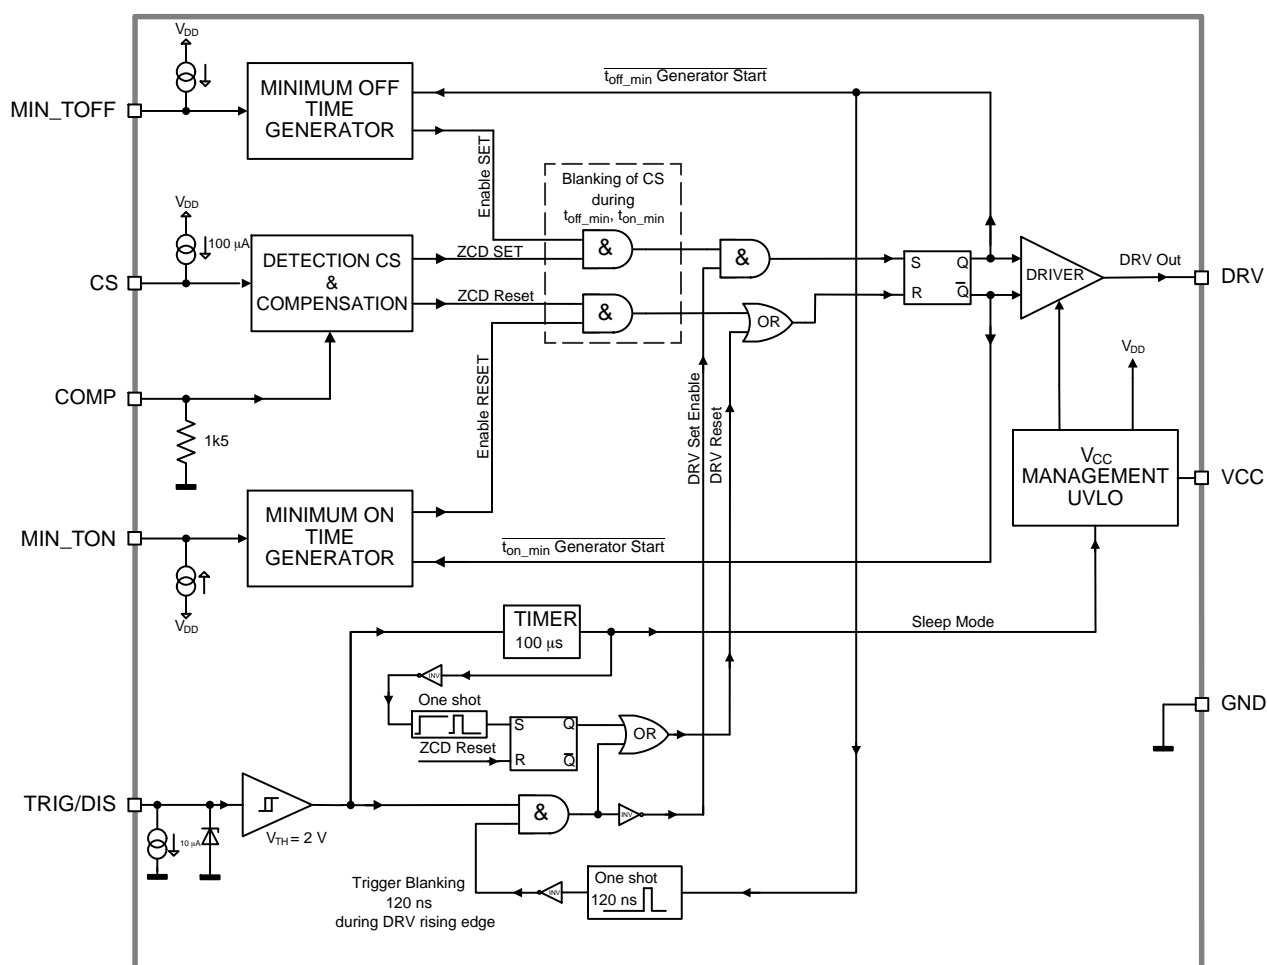 VDD
MIN_TOFF
MINIMUM OFF
TIME
GENERATOR
toff_min Generator Start
Enable SET
Blanking of CS
during
toff_min, ton_min
VDD
100 μA
CS
DETECTION CS
&
COMPENSATION
ZCD SET
ZCD Reset
&
&
&
OR
S
Q
R
Q
DRIVER
DRV Out
DRV
COMP
1k5
Enable RESET
DRV Set Enable
DRV Reset
VDD
VCC
MANAGEMENT
UVLO
VCC
MIN_TON
MINIMUM ON
TIME
GENERATOR
ton_min Generator Start
VDD
TIMER
100 μs
Sleep Mode
INV
One shot
ZCD Reset
S
Q
R
Q
OR
GND
TRIG/DIS
10 μA
VTH = 2 V
&
INV
Trigger Blanking
120 ns
during DRV rising edge
INV
One shot
120 ns